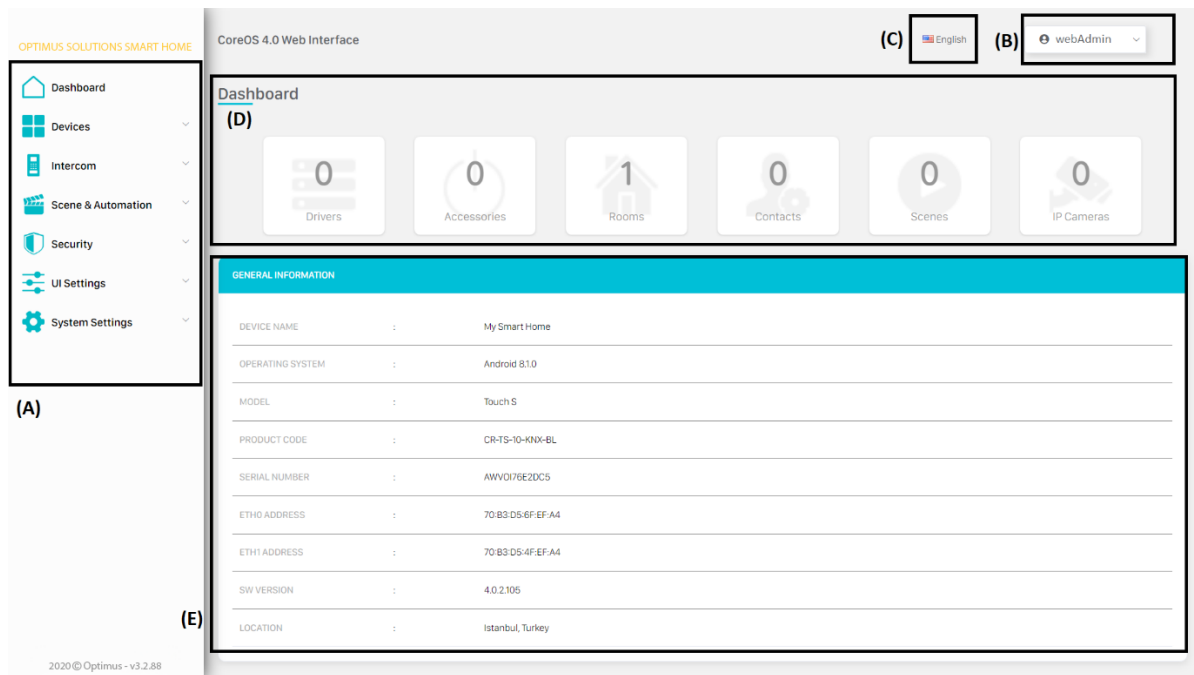 OPTIMUS SOLUTIONS SMART HOME
CoreOS 4.0 Web Interface
(C)
English
(B)
webAdmin
Dashboard
Devices
Intercom
Scene & Automation
Security
UI Settings
System Settings
(A)
Dashboard
(D)
0 0 1 0 0 0
Drivers Accessories Rooms Contacts Scenes IP Cameras
GENERAL INFORMATION
DEVICE NAME : My Smart Home
OPERATING SYSTEM : Android 8.1.0
MODEL : Touch S
PRODUCT CODE : CR-TS-10-KNX-BL
SERIAL NUMBER : AWVOI76E2DC5
ETH0 ADDRESS : 70:B3:D5:6F:EF:A4
ETH1 ADDRESS : 70:B3:D5:4F:EF:A4
SW VERSION : 4.0.2.105
LOCATION : Istanbul, Turkey
(E)
2020 © Optimus - v3.2.88